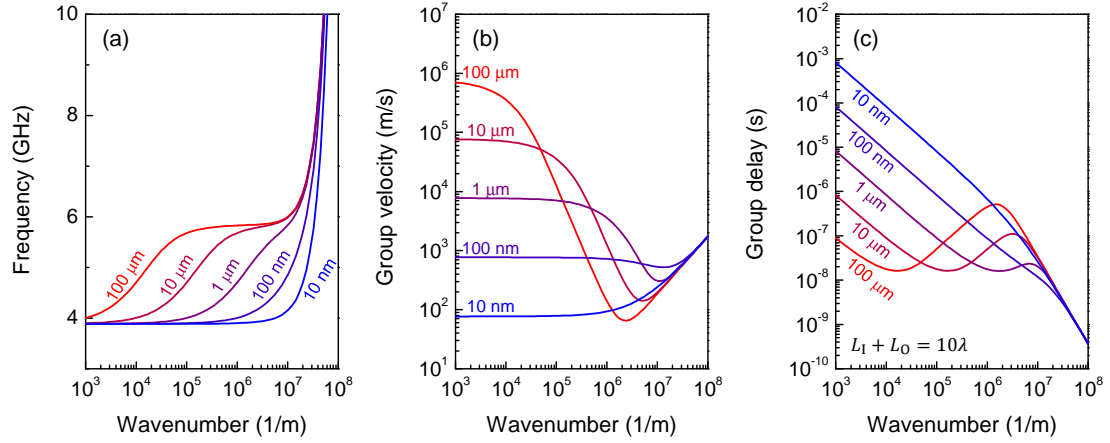 (a)
10
8
6
4
Frequency (GHz)
100 μm
10 μm
1 μm
100 nm
10 nm
10³ 10⁴ 10⁵ 10⁶ 10⁷ 10⁸
Wavenumber (1/m)
(b)
10⁷
10⁶
10⁵
10⁴
10³
10²
10¹
Group velocity (m/s)
100 μm
10 μm
1 μm
100 nm
10 nm
10³ 10⁴ 10⁵ 10⁶ 10⁷ 10⁸
Wavenumber (1/m)
(c)
10⁻²
10⁻³
10⁻⁴
10⁻⁵
10⁻⁶
10⁻⁷
10⁻⁸
10⁻⁹
10⁻¹⁰
Group delay (s)
10 nm
100 nm
1 μm
10 μm
100 μm
L_I + L_O = 10λ
10³ 10⁴ 10⁵ 10⁶ 10⁷ 10⁸
Wavenumber (1/m)